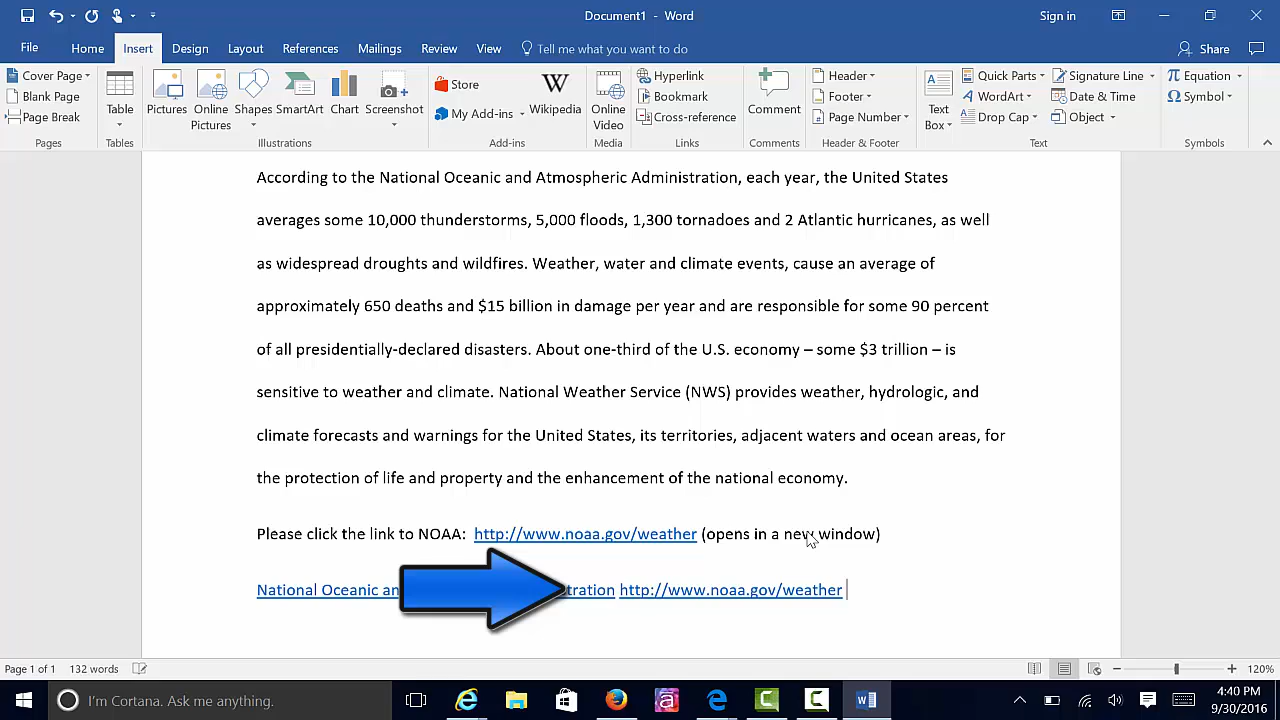 Document1 - Word
Sign in
File Home Insert Design Layout References Mailings Review View Tell me what you want to do
Share
Cover Page
Blank Page
Page Break
Pages
Table
Tables
Pictures
Online Pictures
Shapes
SmartArt
Chart
Screenshot
Illustrations
Store
My Add-ins
Wikipedia
Add-ins
Online Video
Media
Hyperlink
Bookmark
Cross-reference
Links
Comment
Comments
Header
Footer
Page Number
Header & Footer
Text Box
Quick Parts
WordArt
Drop Cap
Signature Line
Date & Time
Object
Text
Equation
Symbol
Symbols
According to the National Oceanic and Atmospheric Administration, each year, the United States
averages some 10,000 thunderstorms, 5,000 floods, 1,300 tornadoes and 2 Atlantic hurricanes, as well
as widespread droughts and wildfires. Weather, water and climate events, cause an average of
approximately 650 deaths and $15 billion in damage per year and are responsible for some 90 percent
of all presidentially-declared disasters. About one-third of the U.S. economy – some $3 trillion – is
sensitive to weather and climate. National Weather Service (NWS) provides weather, hydrologic, and
climate forecasts and warnings for the United States, its territories, adjacent waters and ocean areas, for
the protection of life and property and the enhancement of the national economy.
Please click the link to NOAA: http://www.noaa.gov/weather (opens in a new window)
National Oceanic an tration http://www.noaa.gov/weather
Page 1 of 1 132 words
120%
I'm Cortana. Ask me anything.
4:40 PM
9/30/2016